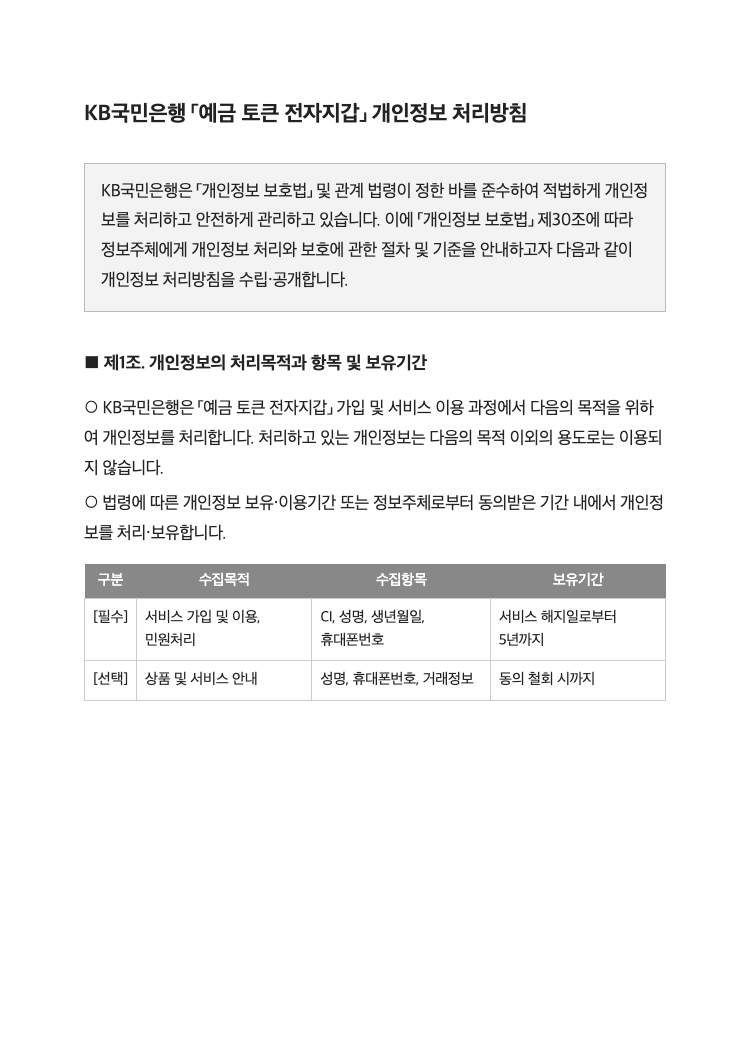 KB국민은행 ｢예금 토큰 전자지갑｣ 개인정보 처리방침
KB국민은행은 ｢개인정보 보호법｣ 및 관계 법령이 정한 바를 준수하여 적법하게 개인정
보를 처리하고 안전하게 관리하고 있습니다. 이에 ｢개인정보 보호법｣ 제30조에 따라
정보주체에게 개인정보 처리와 보호에 관한 절차 및 기준을 안내하고자 다음과 같이
개인정보 처리방침을 수립·공개합니다.
■ 제1조. 개인정보의 처리목적과 항목 및 보유기간
○ KB국민은행은 ｢예금 토큰 전자지갑｣ 가입 및 서비스 이용 과정에서 다음의 목적을 위하
여 개인정보를 처리합니다. 처리하고 있는 개인정보는 다음의 목적 이외의 용도로는 이용되
지 않습니다.
○ 법령에 따른 개인정보 보유·이용기간 또는 정보주체로부터 동의받은 기간 내에서 개인정
보를 처리·보유합니다.
구분 수집목적 수집항목 보유기간
[필수] 서비스 가입 및 이용, CI, 성명, 생년월일, 서비스 해지일로부터
민원처리 휴대폰번호 5년까지
[선택] 상품 및 서비스 안내 성명, 휴대폰번호, 거래정보 동의 철회 시까지